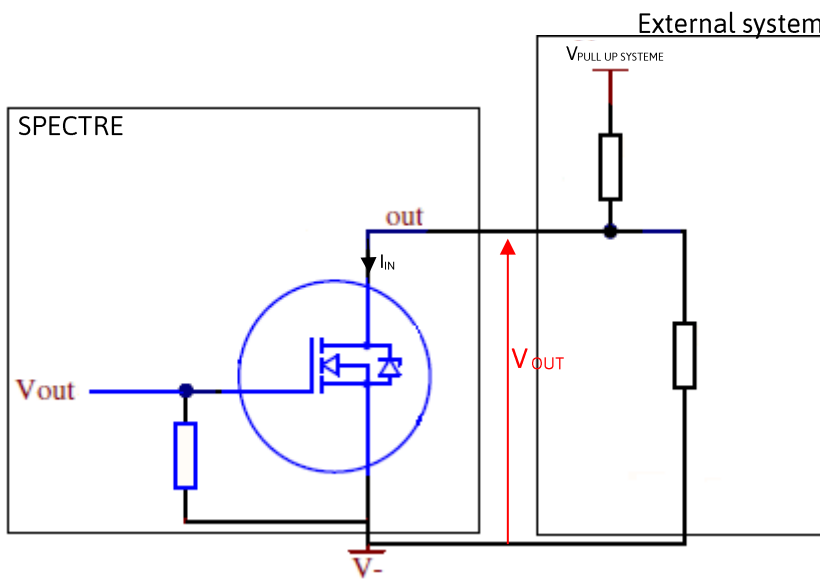 External system
VPULL UP SYSTEME
SPECTRE
out
IIN
VOUT
Vout
V-